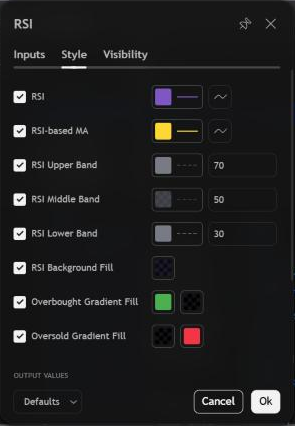 RSI
Inputs Style Visibility
RSI
RSI-based MA
RSI Upper Band 70
RSI Middle Band 50
RSI Lower Band 30
RSI Background Fill
Overbought Gradient Fill
Oversold Gradient Fill
OUTPUT VALUES
Defaults Cancel Ok